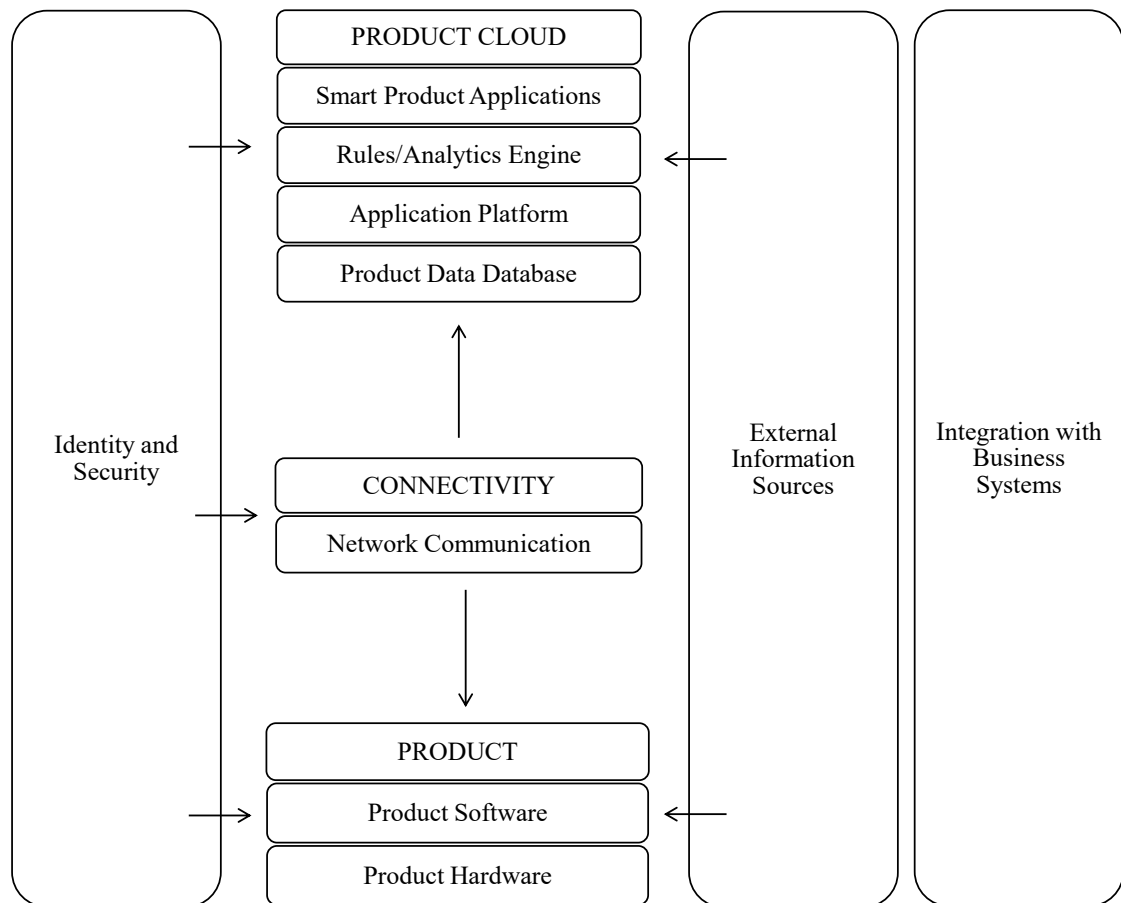 PRODUCT CLOUD
Smart Product Applications
Rules/Analytics Engine
Application Platform
Product Data Database
Identity and
Security
CONNECTIVITY
Network Communication
External
Information
Sources
Integration with
Business
Systems
PRODUCT
Product Software
Product Hardware